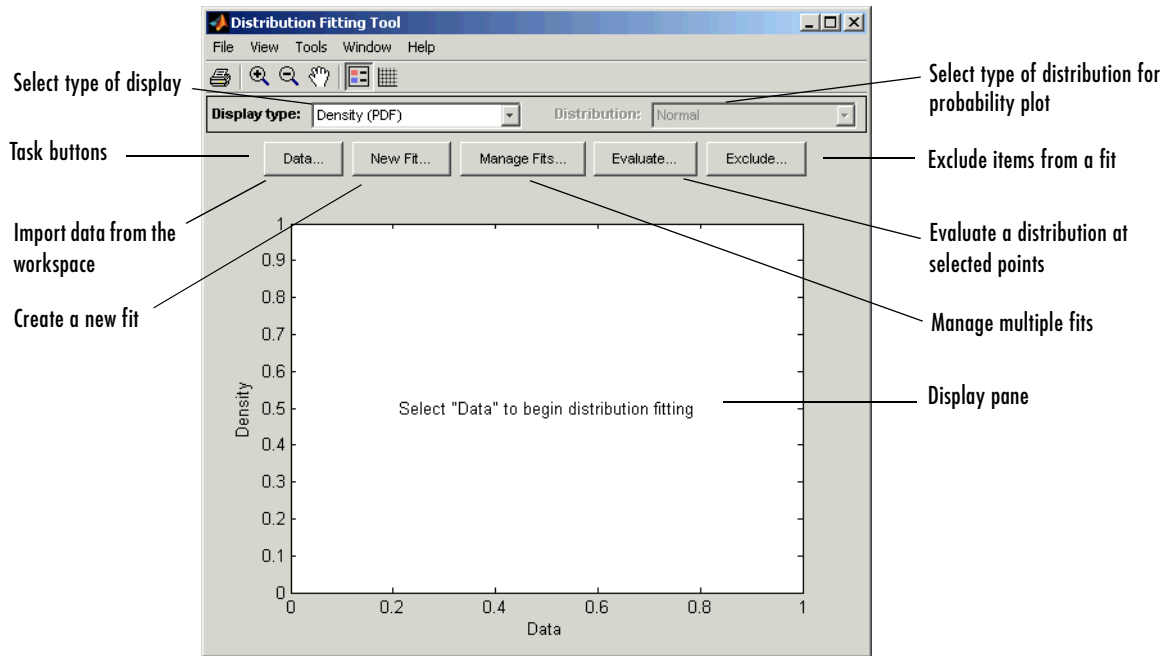 Distribution Fitting Tool
File View Tools Window Help
Select type of display
Select type of distribution for
probability plot
Display type: Density (PDF) Distribution: Normal
Task buttons
Data... New Fit... Manage Fits... Evaluate... Exclude...
Exclude items from a fit
Import data from the
workspace
Evaluate a distribution at
selected points
Create a new fit
Manage multiple fits
Display pane
1
0.9
0.8
0.7
0.6
0.5
0.4
0.3
0.2
0.1
0
Density
Select "Data" to begin distribution fitting
0 0.2 0.4 0.6 0.8 1
Data